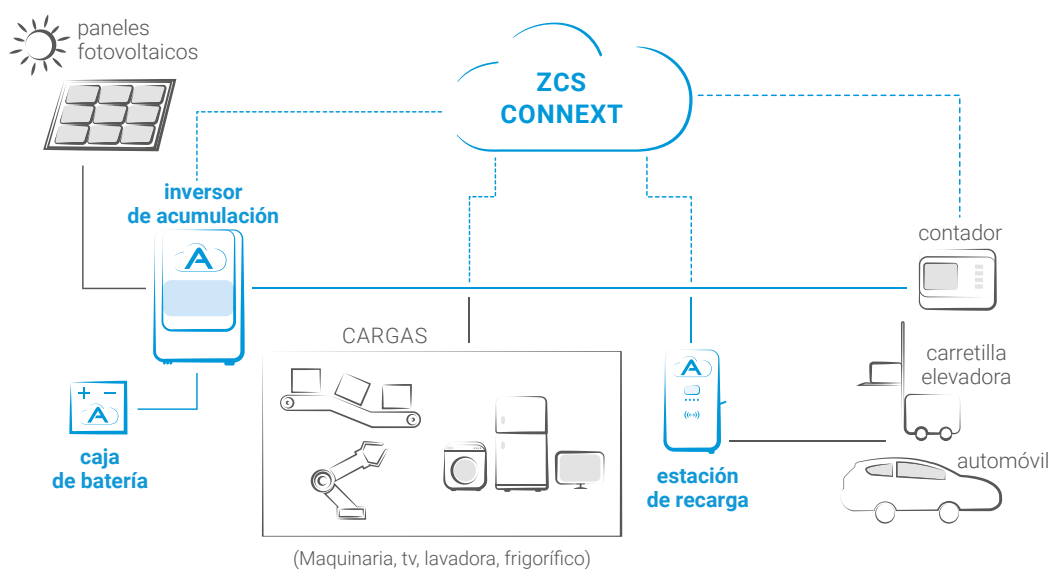 paneles
fotovoltaicos
ZCS
CONNEXT
inversor
de acumulación
A
contador
CARGAS
carretilla
elevadora
A
+ −
A
caja
de batería
estación
de recarga
automóvil
(Maquinaria, tv, lavadora, frigorífico)